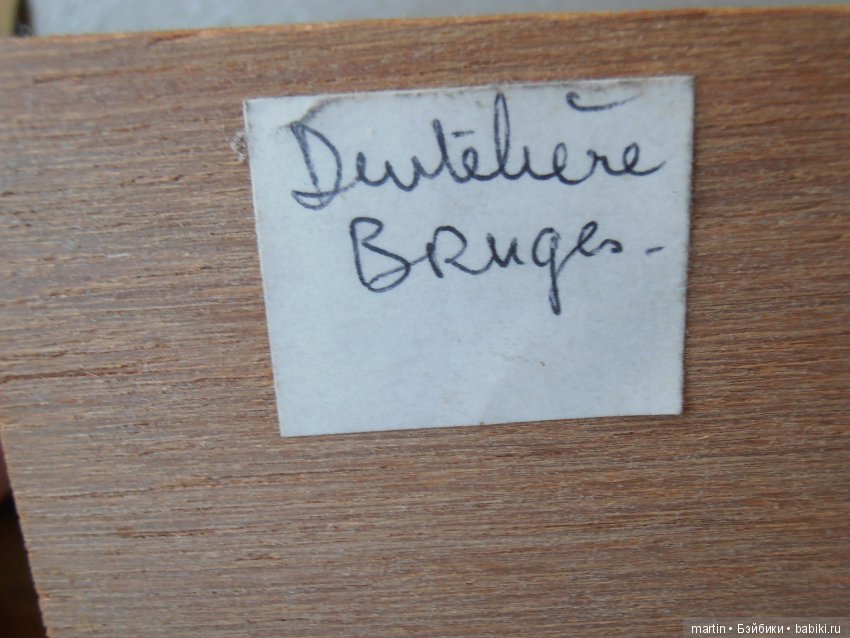 Dentelière
Bruges.
martin • Бэйбики • babiki.ru